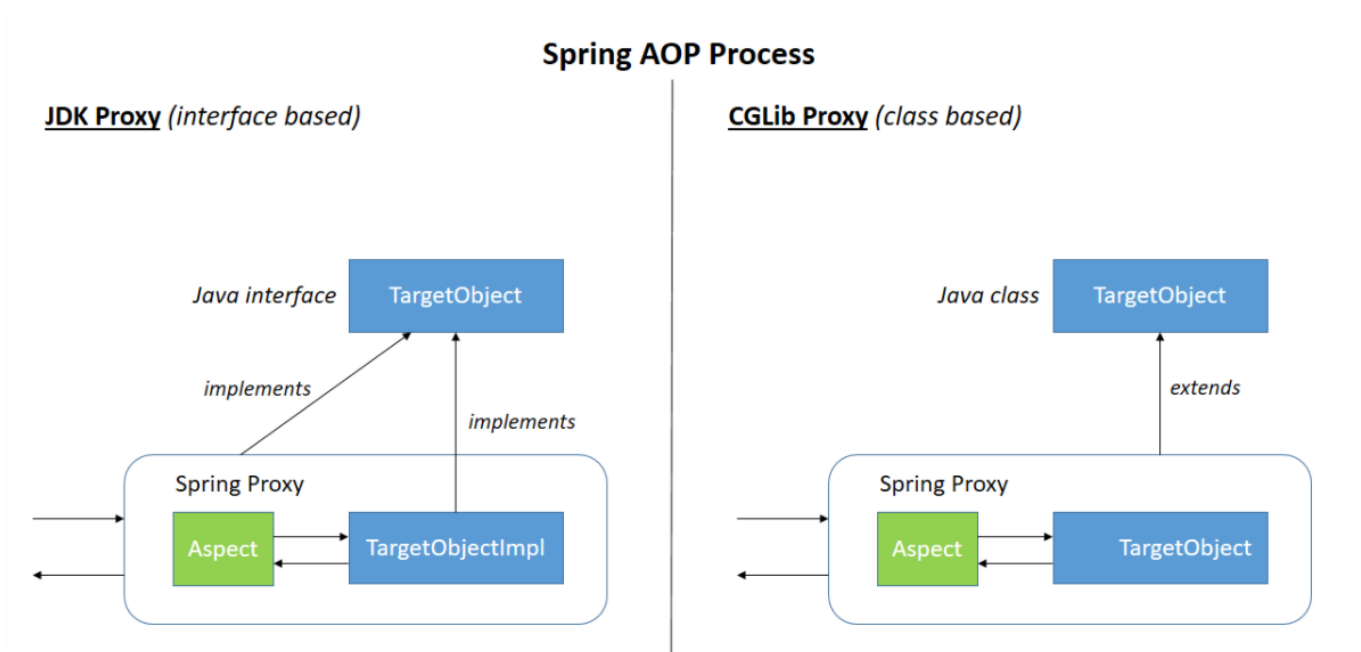 Spring AOP Process
JDK Proxy (interface based)
Java interface
TargetObject
implements
implements
Spring Proxy
Aspect
TargetObjectImpl
CGLib Proxy (class based)
Java class
TargetObject
extends
Spring Proxy
Aspect
TargetObject